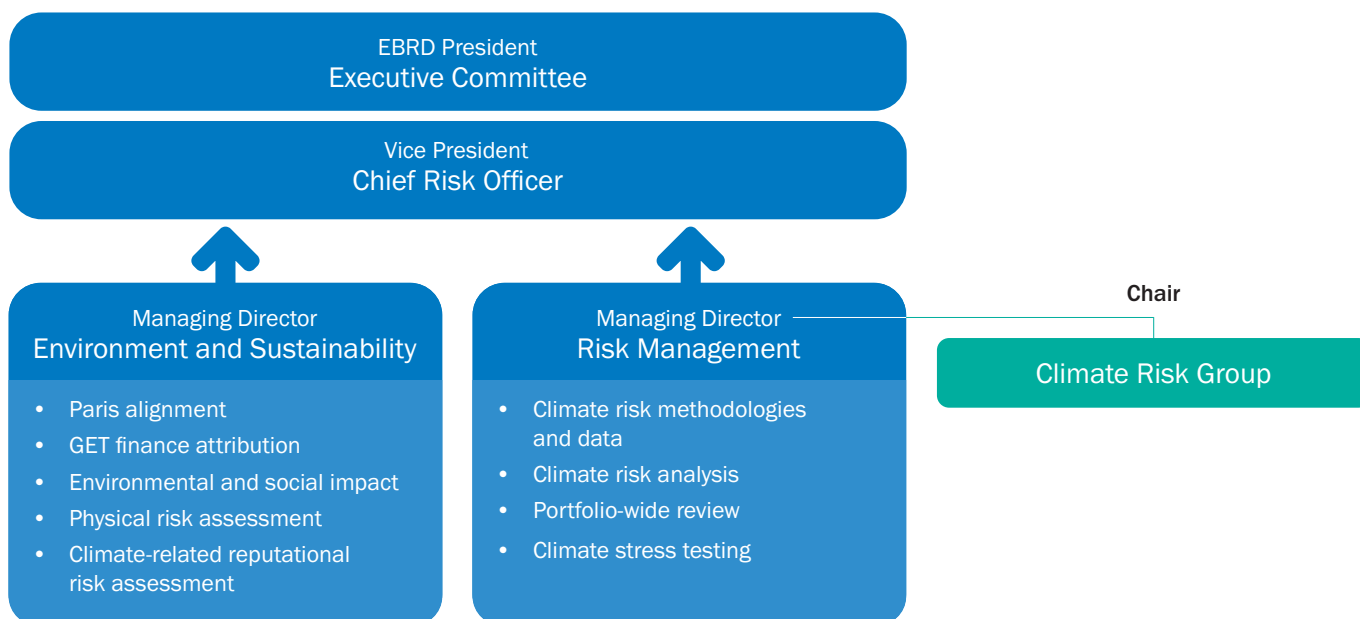 EBRD President
Executive Committee
Vice President
Chief Risk Officer
Managing Director
Environment and Sustainability
• Paris alignment
• GET finance attribution
• Environmental and social impact
• Physical risk assessment
• Climate-related reputational
risk assessment
Managing Director
Risk Management
• Climate risk methodologies
and data
• Climate risk analysis
• Portfolio-wide review
• Climate stress testing
Chair
Climate Risk Group